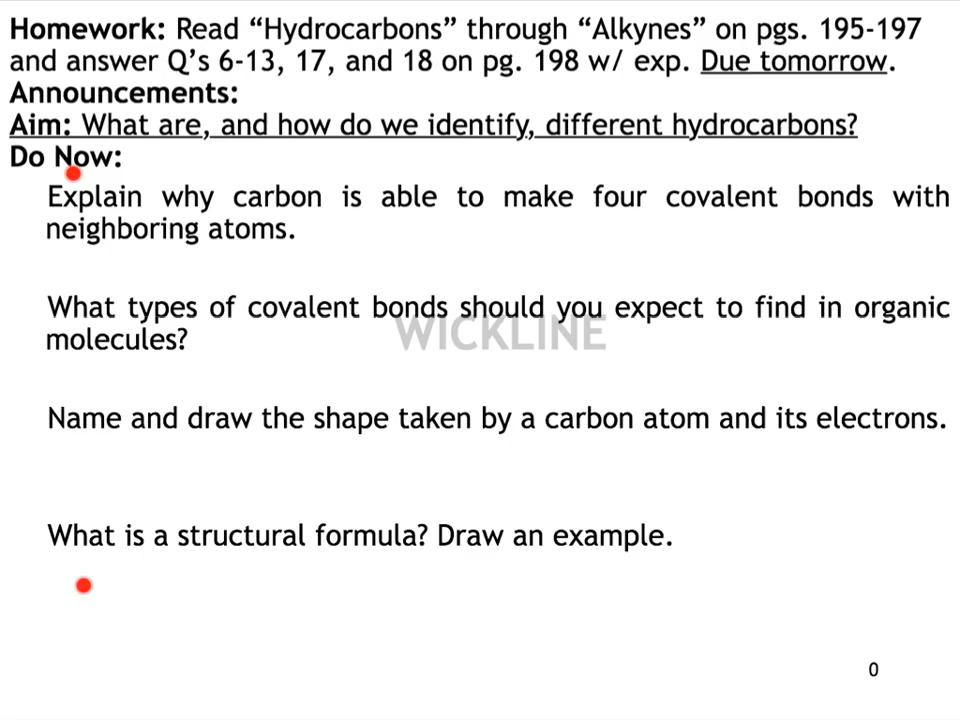 Homework: Read “Hydrocarbons” through “Alkynes” on pgs. 195-197
and answer Q’s 6-13, 17, and 18 on pg. 198 w/ exp. Due tomorrow.
Announcements:
Aim: What are, and how do we identify, different hydrocarbons?
Do Now:
Explain why carbon is able to make four covalent bonds with
neighboring atoms.
What types of covalent bonds should you expect to find in organic
molecules?
WICKLINE
Name and draw the shape taken by a carbon atom and its electrons.
What is a structural formula? Draw an example.
0